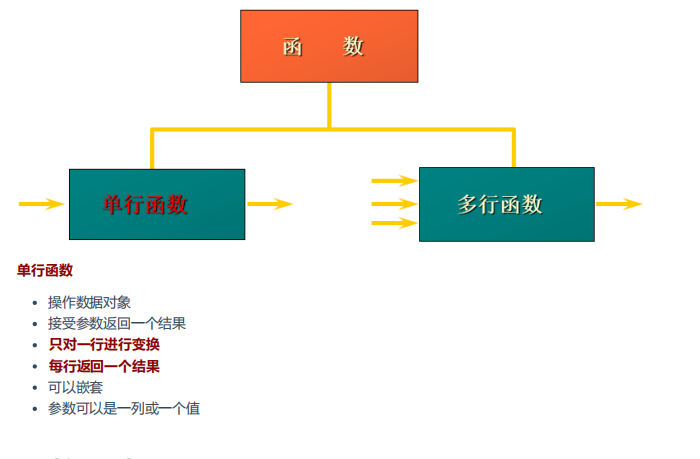 函 数
单行函数
多行函数
单行函数
操作数据对象
接受参数返回一个结果
只对一行进行变换
每行返回一个结果
可以嵌套
参数可以是一列或一个值